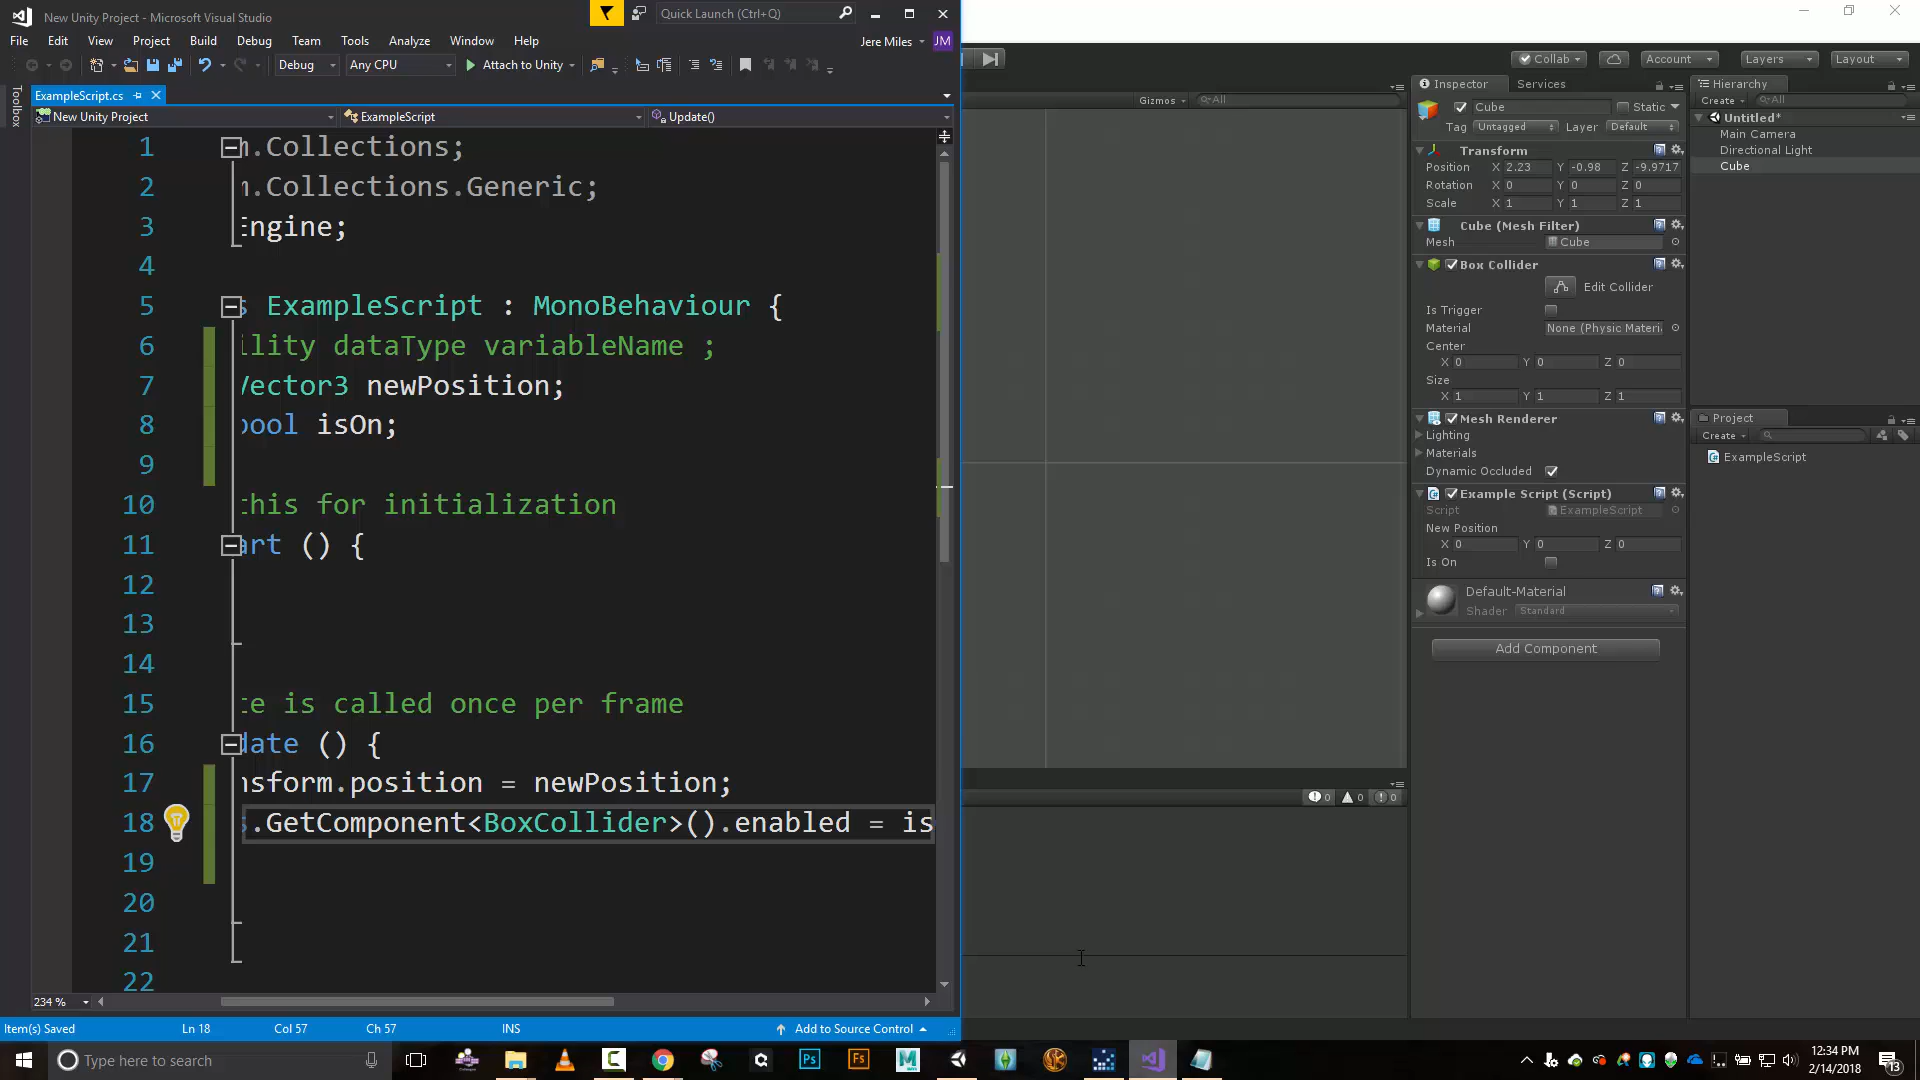 New Unity Project - Microsoft Visual Studio
Quick Launch (Ctrl+Q)
File Edit View Project Build Debug Team Tools Analyze Window Help
Jere Miles JM
Debug Any CPU Attach to Unity
Toolbox
ExampleScript.cs
New Unity Project ExampleScript Update()
1 m.Collections;
2 m.Collections.Generic;
3 Engine;
4
5 s ExampleScript : MonoBehaviour {
6 ility dataType variableName ;
7 Vector3 newPosition;
8 bool isOn;
9
10 this for initialization
11 art () {
12
13
14
15 te is called once per frame
16 date () {
17 nsform.position = newPosition;
18 s.GetComponent<BoxCollider>().enabled = is
19
20
21
22
234 %
Item(s) Saved Ln 18 Col 57 Ch 57 INS Add to Source Control
Collab Account Layers Layout
Gizmos All
0 0 0
Inspector Services
Cube Static
Tag Untagged Layer Default
Transform
Position X 2.23 Y -0.98 Z -9.9717
Rotation X 0 Y 0 Z 0
Scale X 1 Y 1 Z 1
Cube (Mesh Filter)
Mesh Cube
Box Collider
Edit Collider
Is Trigger
Material None (Physic Materi
Center
X 0 Y 0 Z 0
Size
X 1 Y 1 Z 1
Mesh Renderer
Lighting
Materials
Dynamic Occluded
Example Script (Script)
Script ExampleScript
New Position
X 0 Y 0 Z 0
Is On
Default-Material
Shader Standard
Add Component
Hierarchy
Create All
Untitled*
Main Camera
Directional Light
Cube
Project
Create
ExampleScript
Type here to search
Ps Fs M
12:34 PM
2/14/2018
13